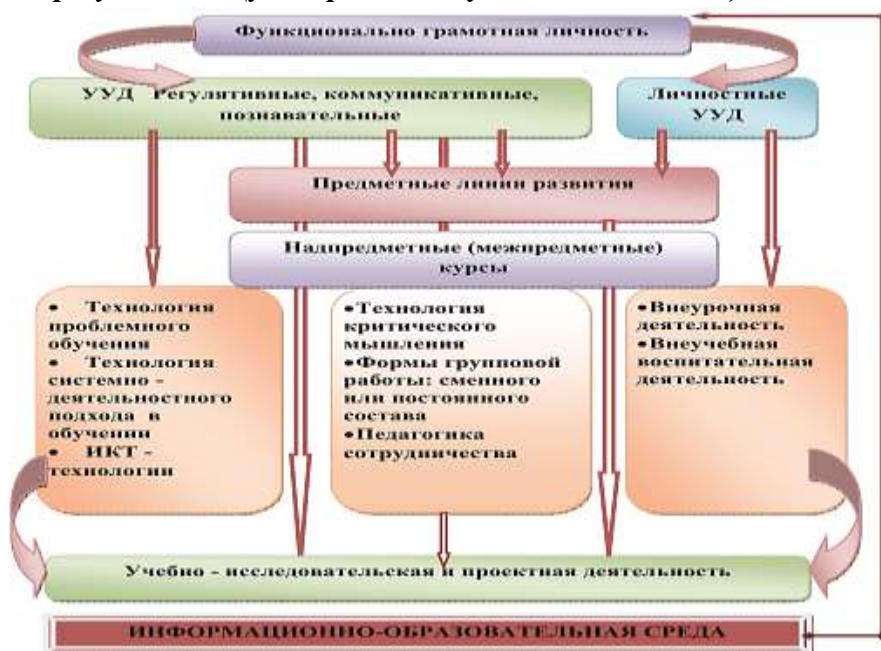 Функционально грамотная личность
УУД Регулятивные, коммуникативные,
познавательные
Личностные
УУД
Предметные линии развития
Надпредметные (межпредметные)
курсы
• Технология
проблемного
обучения
• Технология
системно -
деятельностного
подхода в
обучении
• ИКТ -
технологии
•Технология
критического
мышления
•Формы групповой
работы: сменного
или постоянного
состава
•Педагогика
сотрудничества
•Внеурочная
деятельность
•Внеучебная
воспитательная
деятельность
Учебно - исследовательская и проектная деятельность
ИНФОРМАЦИОННО-ОБРАЗОВАТЕЛЬНАЯ СРЕДА